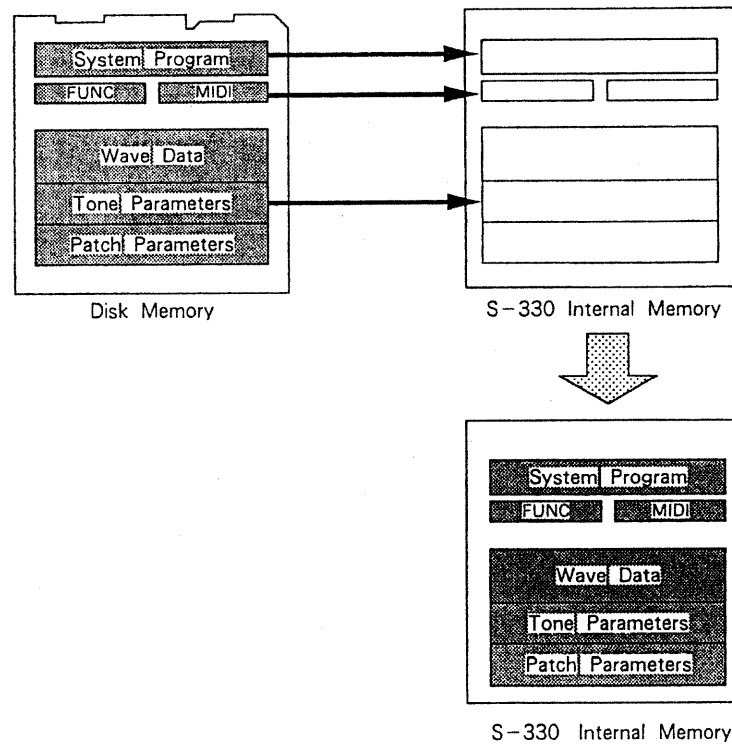 System Program
FUNC MIDI
Wave Data
Tone Parameters
Patch Parameters
Disk Memory
S-330 Internal Memory
System Program
FUNC MIDI
Wave Data
Tone Parameters
Patch Parameters
S-330 Internal Memory